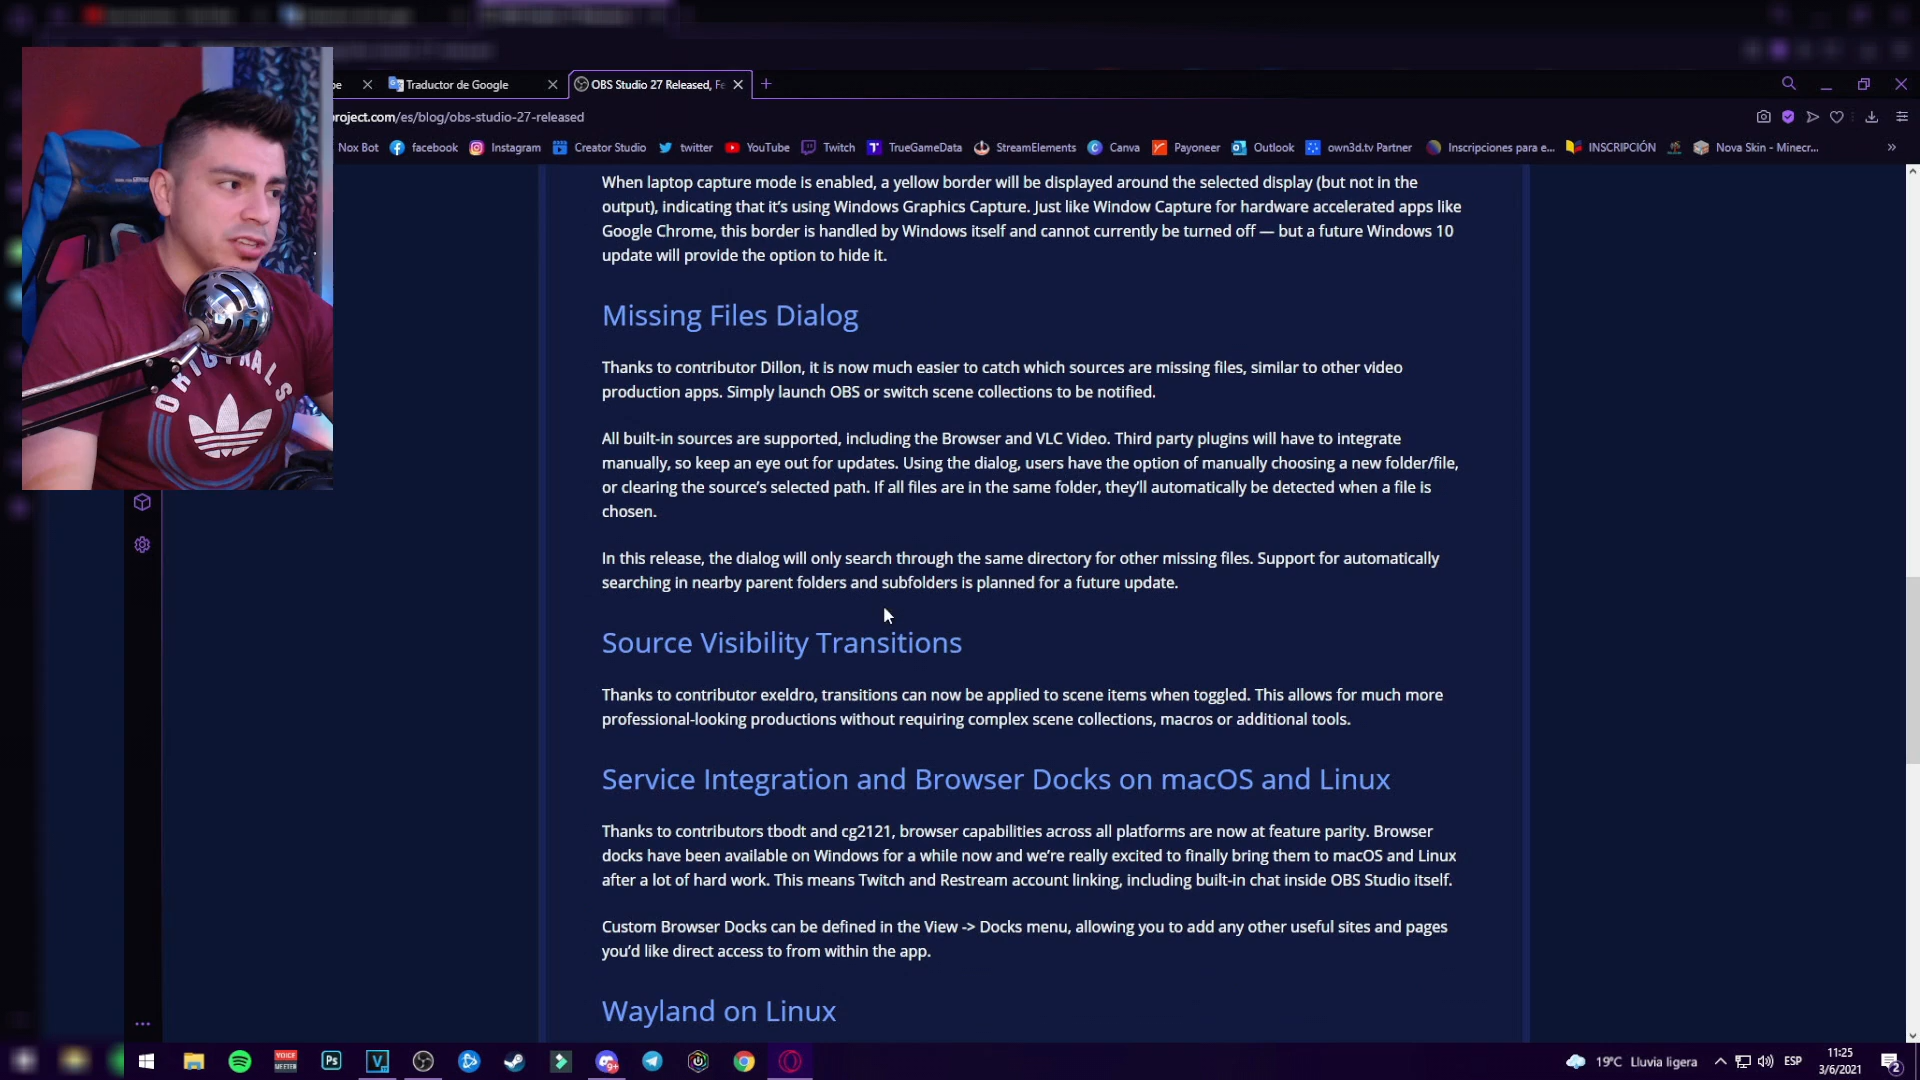 pe
Traductor de Google
OBS Studio 27 Released, Fe
project.com/es/blog/obs-studio-27-released
Nox Bot facebook Instagram Creator Studio twitter YouTube Twitch TrueGameData StreamElements Canva Payoneer Outlook own3d.tv Partner Inscripciones para e... INSCRIPCIÓN Nova Skin - Minecr...
When laptop capture mode is enabled, a yellow border will be displayed around the selected display (but not in the
output), indicating that it's using Windows Graphics Capture. Just like Window Capture for hardware accelerated apps like
Google Chrome, this border is handled by Windows itself and cannot currently be turned off — but a future Windows 10
update will provide the option to hide it.
Missing Files Dialog
Thanks to contributor Dillon, it is now much easier to catch which sources are missing files, similar to other video
production apps. Simply launch OBS or switch scene collections to be notified.
All built-in sources are supported, including the Browser and VLC Video. Third party plugins will have to integrate
manually, so keep an eye out for updates. Using the dialog, users have the option of manually choosing a new folder/file,
or clearing the source's selected path. If all files are in the same folder, they'll automatically be detected when a file is
chosen.
In this release, the dialog will only search through the same directory for other missing files. Support for automatically
searching in nearby parent folders and subfolders is planned for a future update.
Source Visibility Transitions
Thanks to contributor exeldro, transitions can now be applied to scene items when toggled. This allows for much more
professional-looking productions without requiring complex scene collections, macros or additional tools.
Service Integration and Browser Docks on macOS and Linux
Thanks to contributors tbodt and cg2121, browser capabilities across all platforms are now at feature parity. Browser
docks have been available on Windows for a while now and we're really excited to finally bring them to macOS and Linux
after a lot of hard work. This means Twitch and Restream account linking, including built-in chat inside OBS Studio itself.
Custom Browser Docks can be defined in the View -> Docks menu, allowing you to add any other useful sites and pages
you'd like direct access to from within the app.
Wayland on Linux
ORIGINALS
adidas
VOICE
MEETER
Ps
V
9+
19°C Lluvia ligera
ESP
11:25
3/6/2021
2